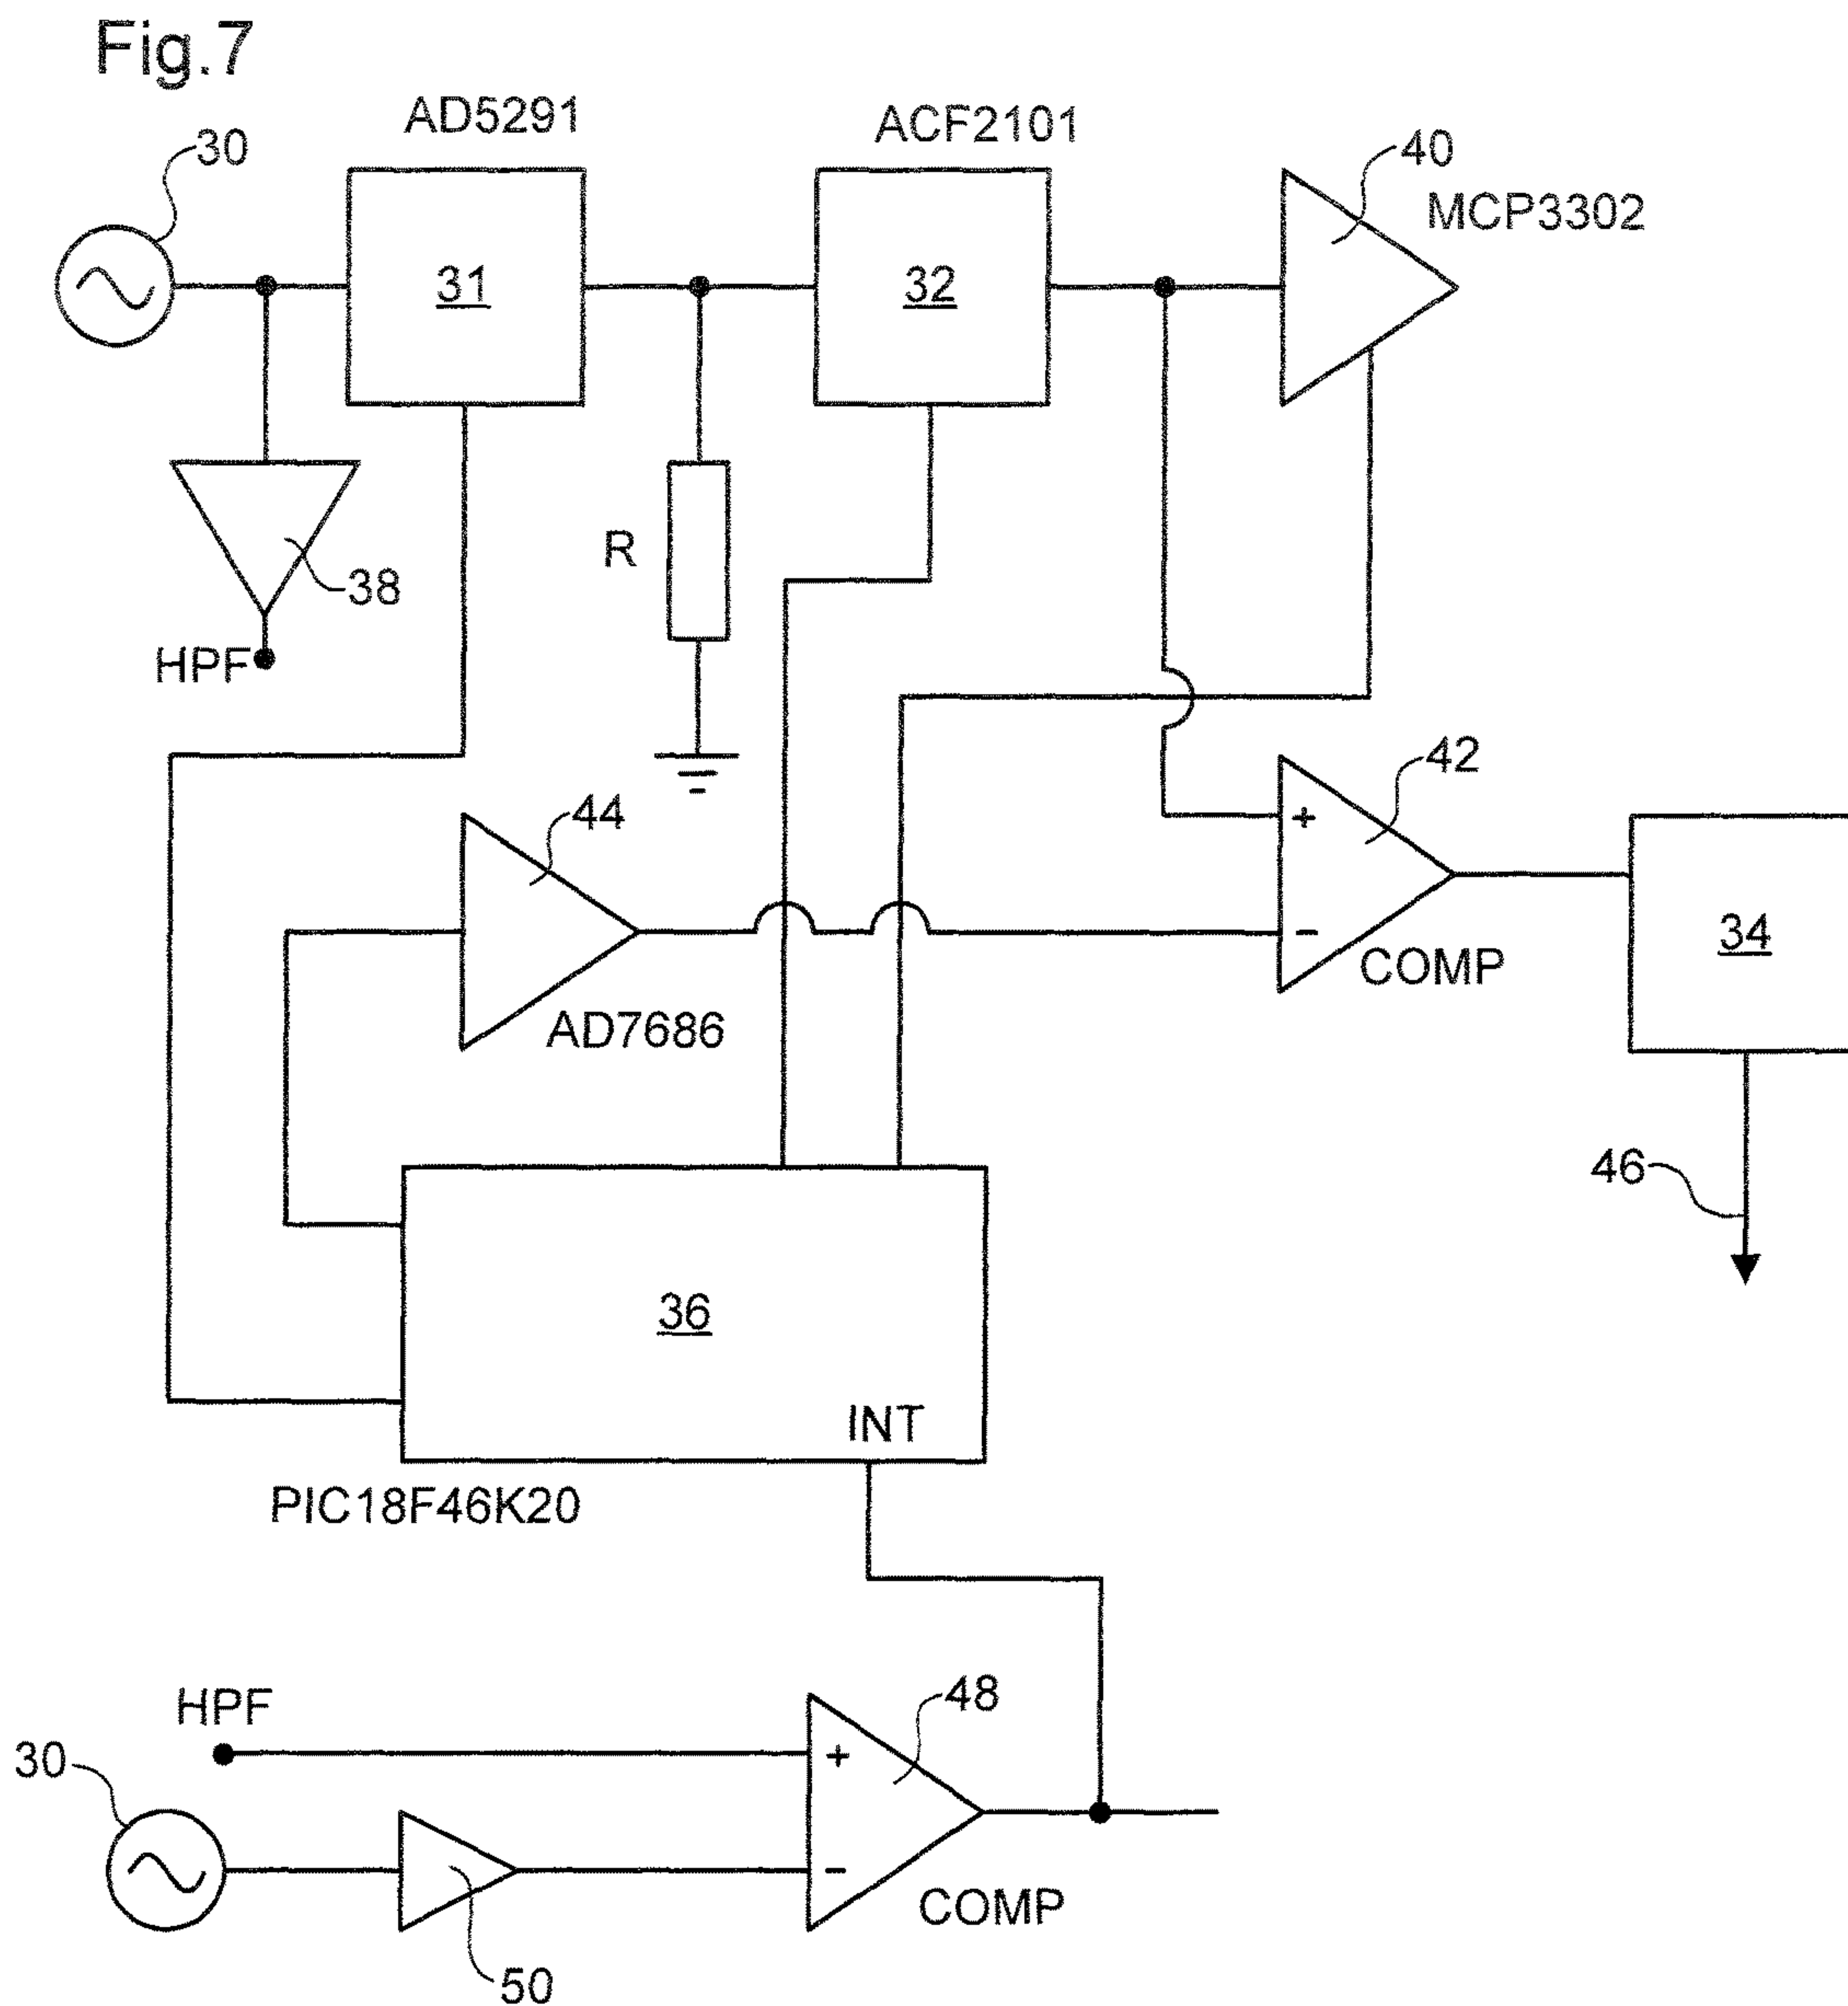 Fig.7
AD5291
ACF2101
30
40
MCP3302
31
32
R
38
HPF
42
44
+
34
-
COMP
AD7686
46
36
INT
PIC18F46K20
HPF
48
30
+
-
COMP
50